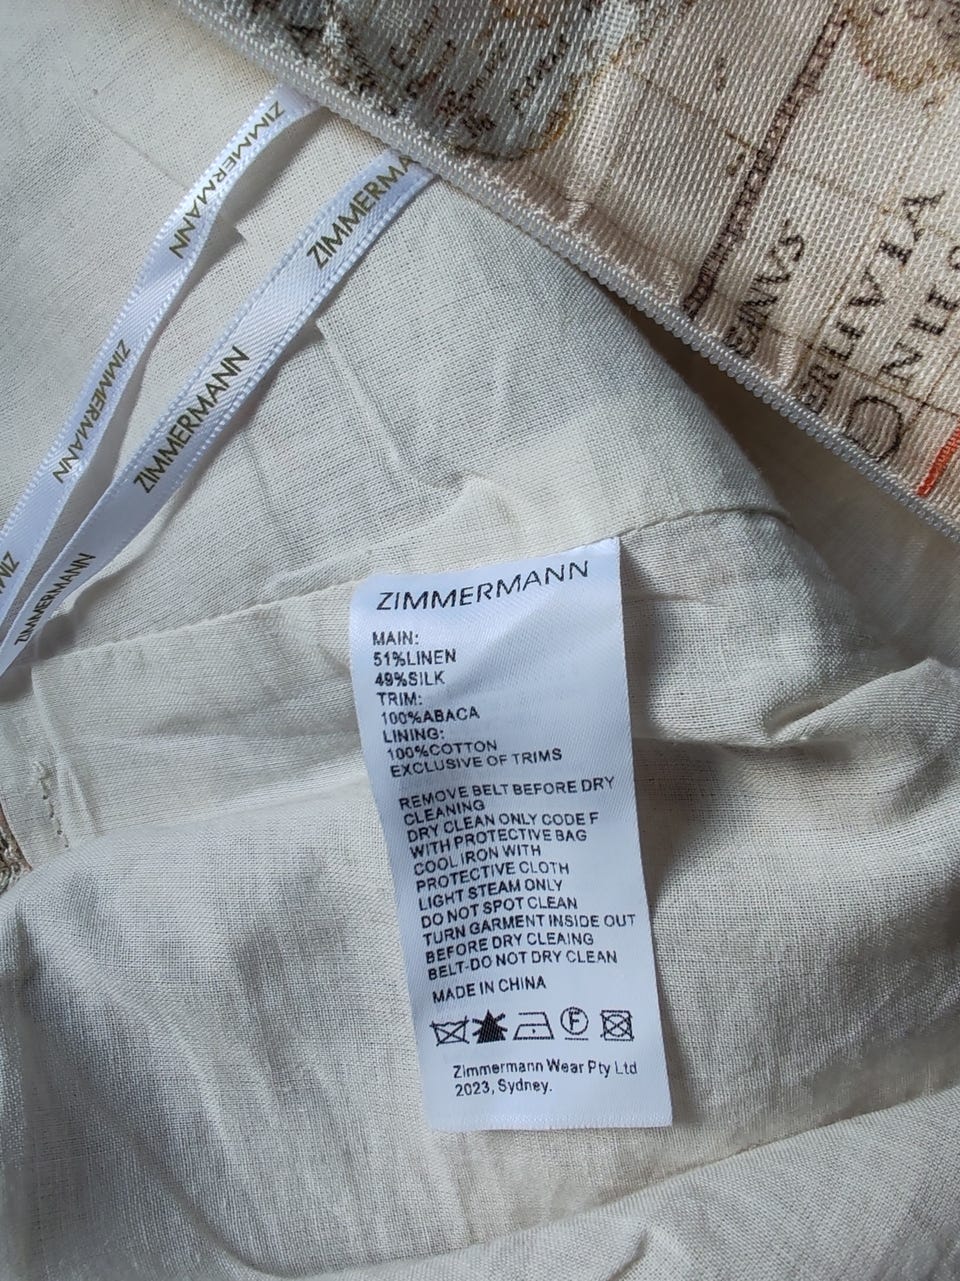 ZIMMERMANN
ZIMMERMA
ZIMMERMANN
ZIMMERMANN
ZIMMERMANN
ZIMMERMANN
MAIN:
51%LINEN
49%SILK
TRIM:
100%ABACA
LINING:
100%COTTON
EXCLUSIVE OF TRIMS
REMOVE BELT BEFORE DRY
CLEANING
DRY CLEAN ONLY CODE F
WITH PROTECTIVE BAG
COOL IRON WITH
PROTECTIVE CLOTH
LIGHT STEAM ONLY
DO NOT SPOT CLEAN
TURN GARMENT INSIDE OUT
BEFORE DRY CLEAING
BELT-DO NOT DRY CLEAN
MADE IN CHINA
F
Zimmermann Wear Pty Ltd
2023, Sydney.